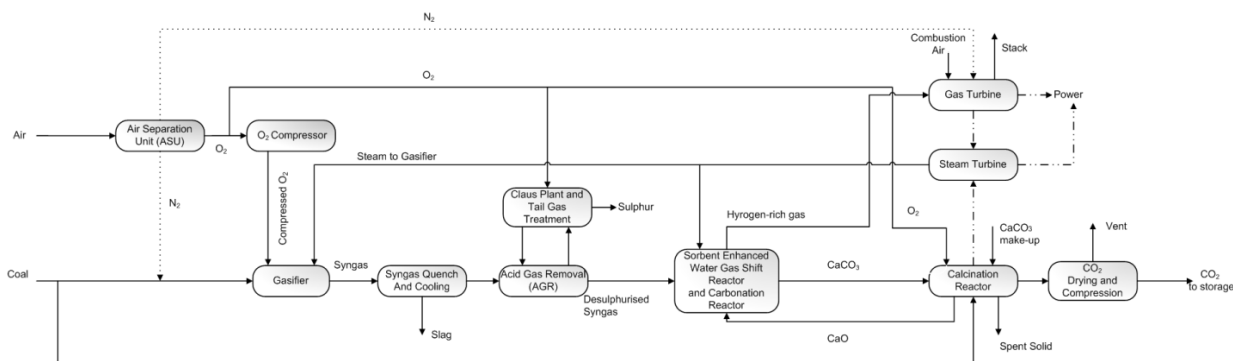 N₂
Combustion
Air
Stack
O₂
Gas Turbine
Power
Air
Air Separation
Unit (ASU)
O₂
O₂ Compressor
Steam to Gasifier
Steam Turbine
Compressed O₂
N₂
Claus Plant and
Tail Gas
Treatment
Sulphur
Hyrogen-rich gas
O₂
CaCO₃
make-up
Vent
Coal
Gasifier
Syngas
Syngas Quench
And Cooling
Acid Gas Removal
(AGR)
Desulphurised
Syngas
Sorbent Enhanced
Water Gas Shift
Reactor
and Carbonation
Reactor
CaCO₃
Calcination
Reactor
CO₂
Drying and
Compression
CO₂
to storage
Slag
CaO
Spent Solid